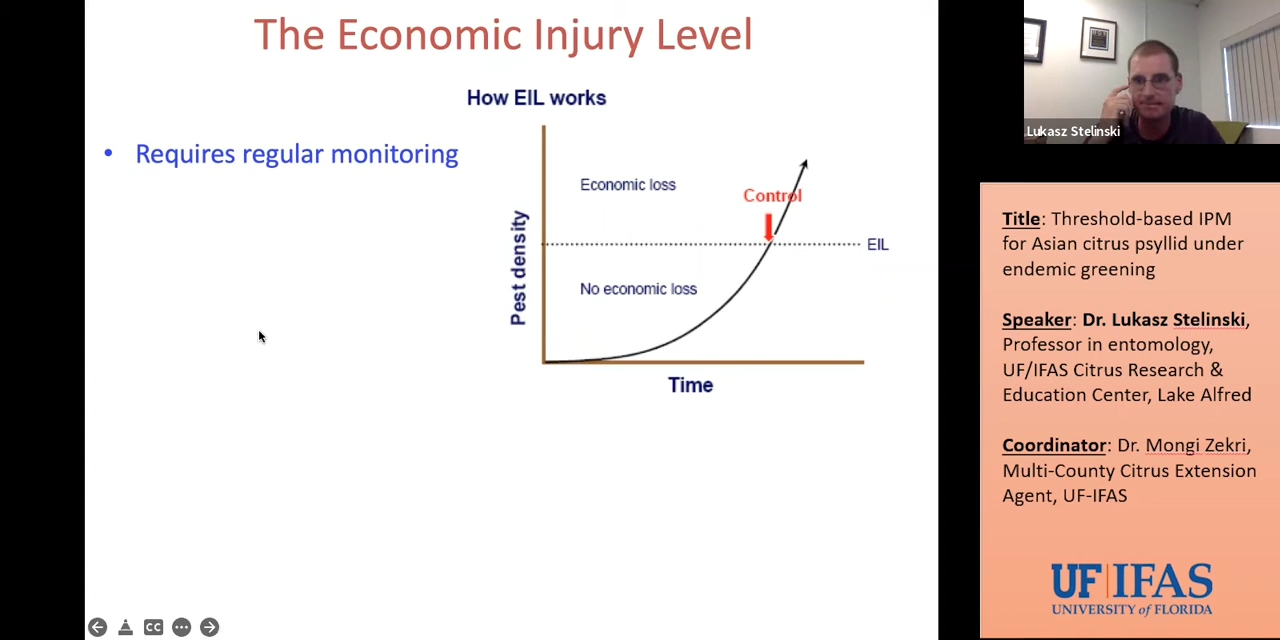 The Economic Injury Level
How EIL works
• Requires regular monitoring
Economic loss
Control
EIL
No economic loss
Pest density
Time
CC
Lukasz Stelinski
Title: Threshold-based IPM
for Asian citrus psyllid under
endemic greening
Speaker: Dr. Lukasz Stelinski,
Professor in entomology,
UF/IFAS Citrus Research &
Education Center, Lake Alfred
Coordinator: Dr. Mongi Zekri,
Multi-County Citrus Extension
Agent, UF-IFAS
UF|IFAS
UNIVERSITY of FLORIDA